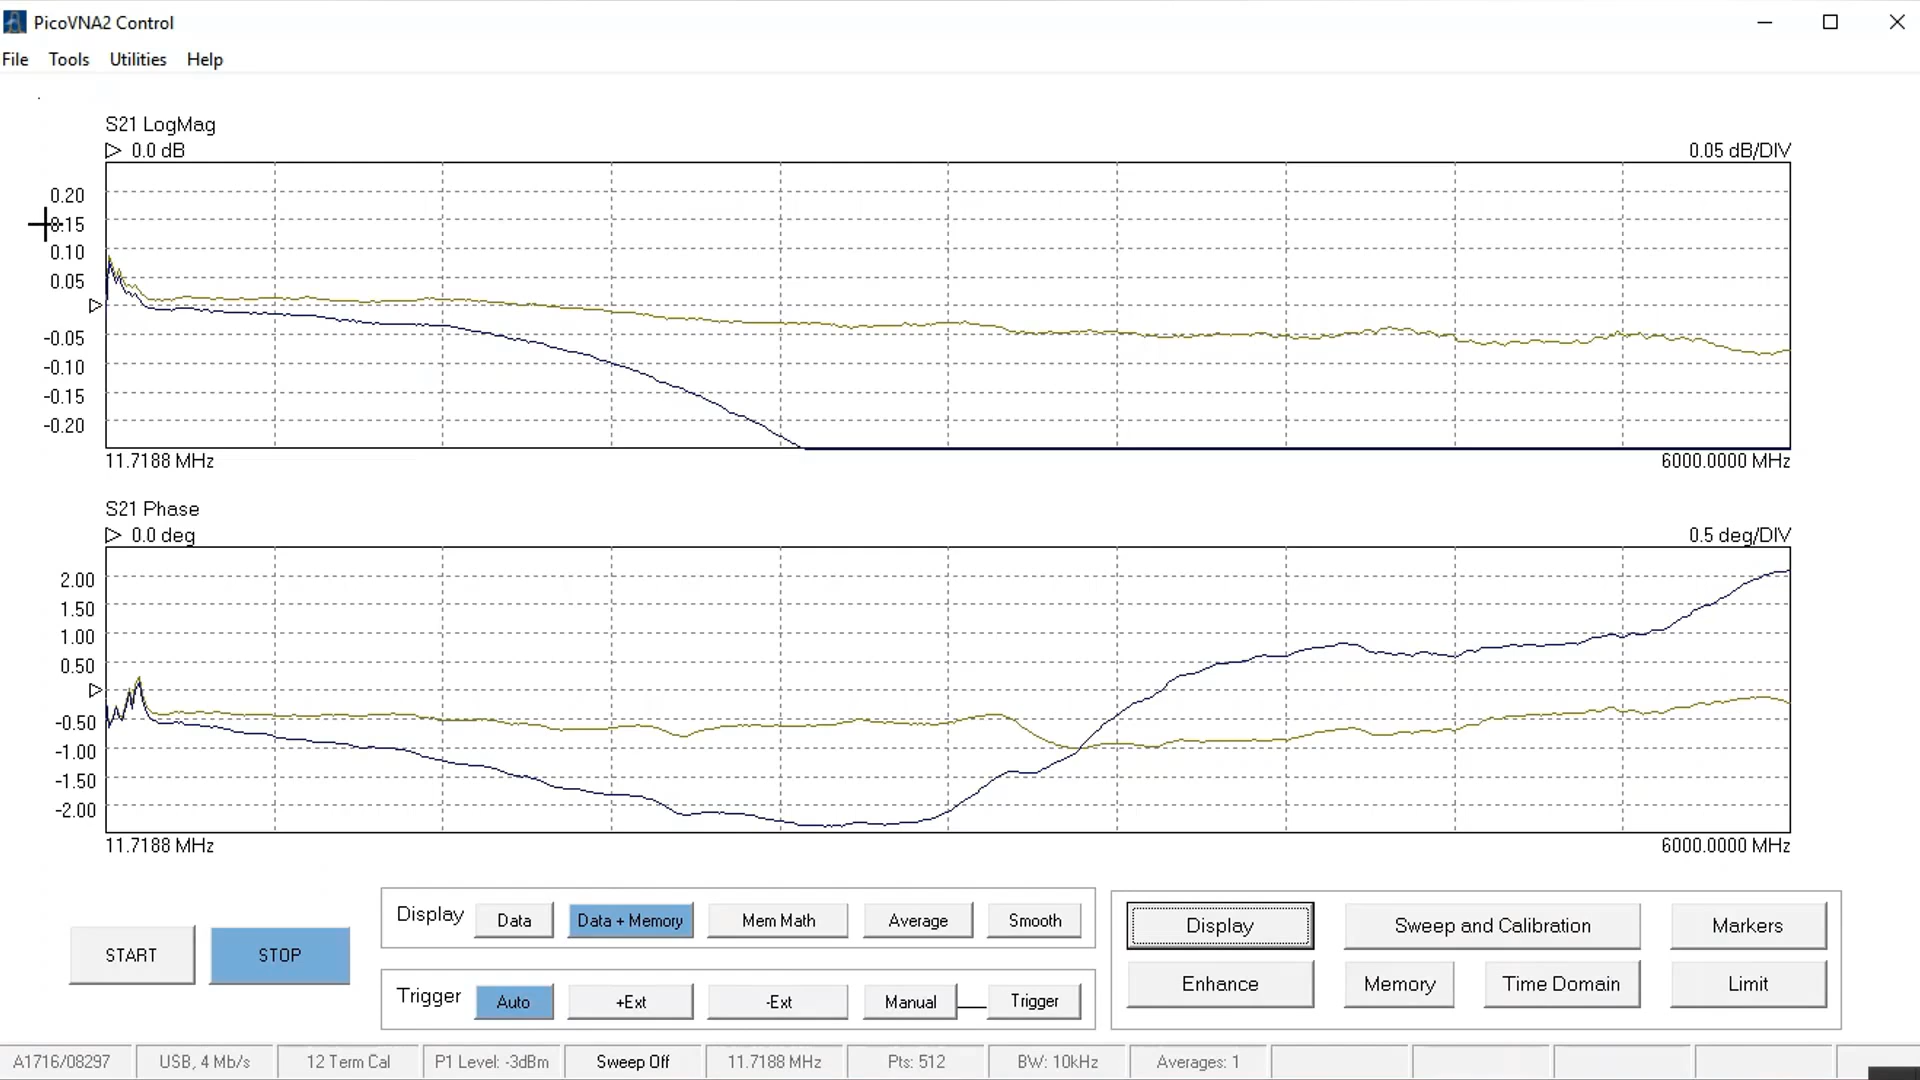 PicoVNA2 Control
File Tools Utilities Help
S21 LogMag
0.0 dB 0.05 dB/DIV
0.20
0.15
0.10
0.05
-0.05
-0.10
-0.15
-0.20
11.7188 MHz 6000.0000 MHz
S21 Phase
0.0 deg 0.5 deg/DIV
2.00
1.50
1.00
0.50
-0.50
-1.00
-1.50
-2.00
11.7188 MHz 6000.0000 MHz
START STOP
Display Data Data + Memory Mem Math Average Smooth
Trigger Auto +Ext -Ext Manual Trigger
Display Sweep and Calibration Markers
Enhance Memory Time Domain Limit
A1716/08297 USB, 4 Mb/s 12 Term Cal P1 Level: -3dBm Sweep Off 11.7188 MHz Pts: 512 BW: 10kHz Averages: 1